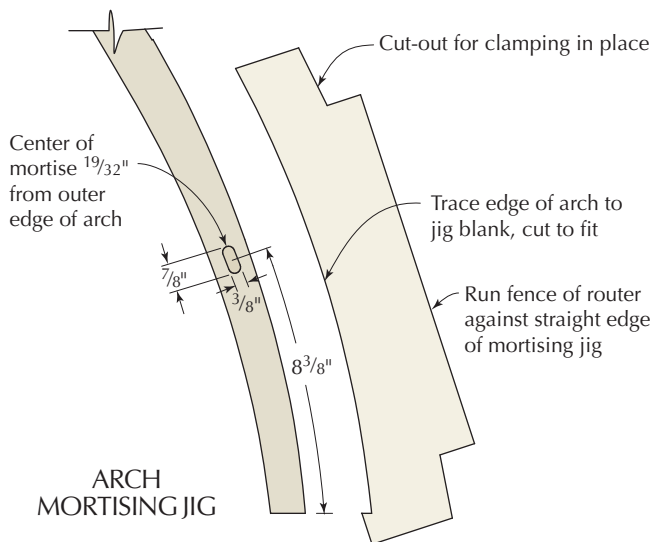 Cut-out for clamping in place
Center of
mortise 19/32"
from outer
edge of arch
Trace edge of arch to
jig blank, cut to fit
7/8"
3/8"
Run fence of router
against straight edge
of mortising jig
8 3/8"
ARCH
MORTISING JIG